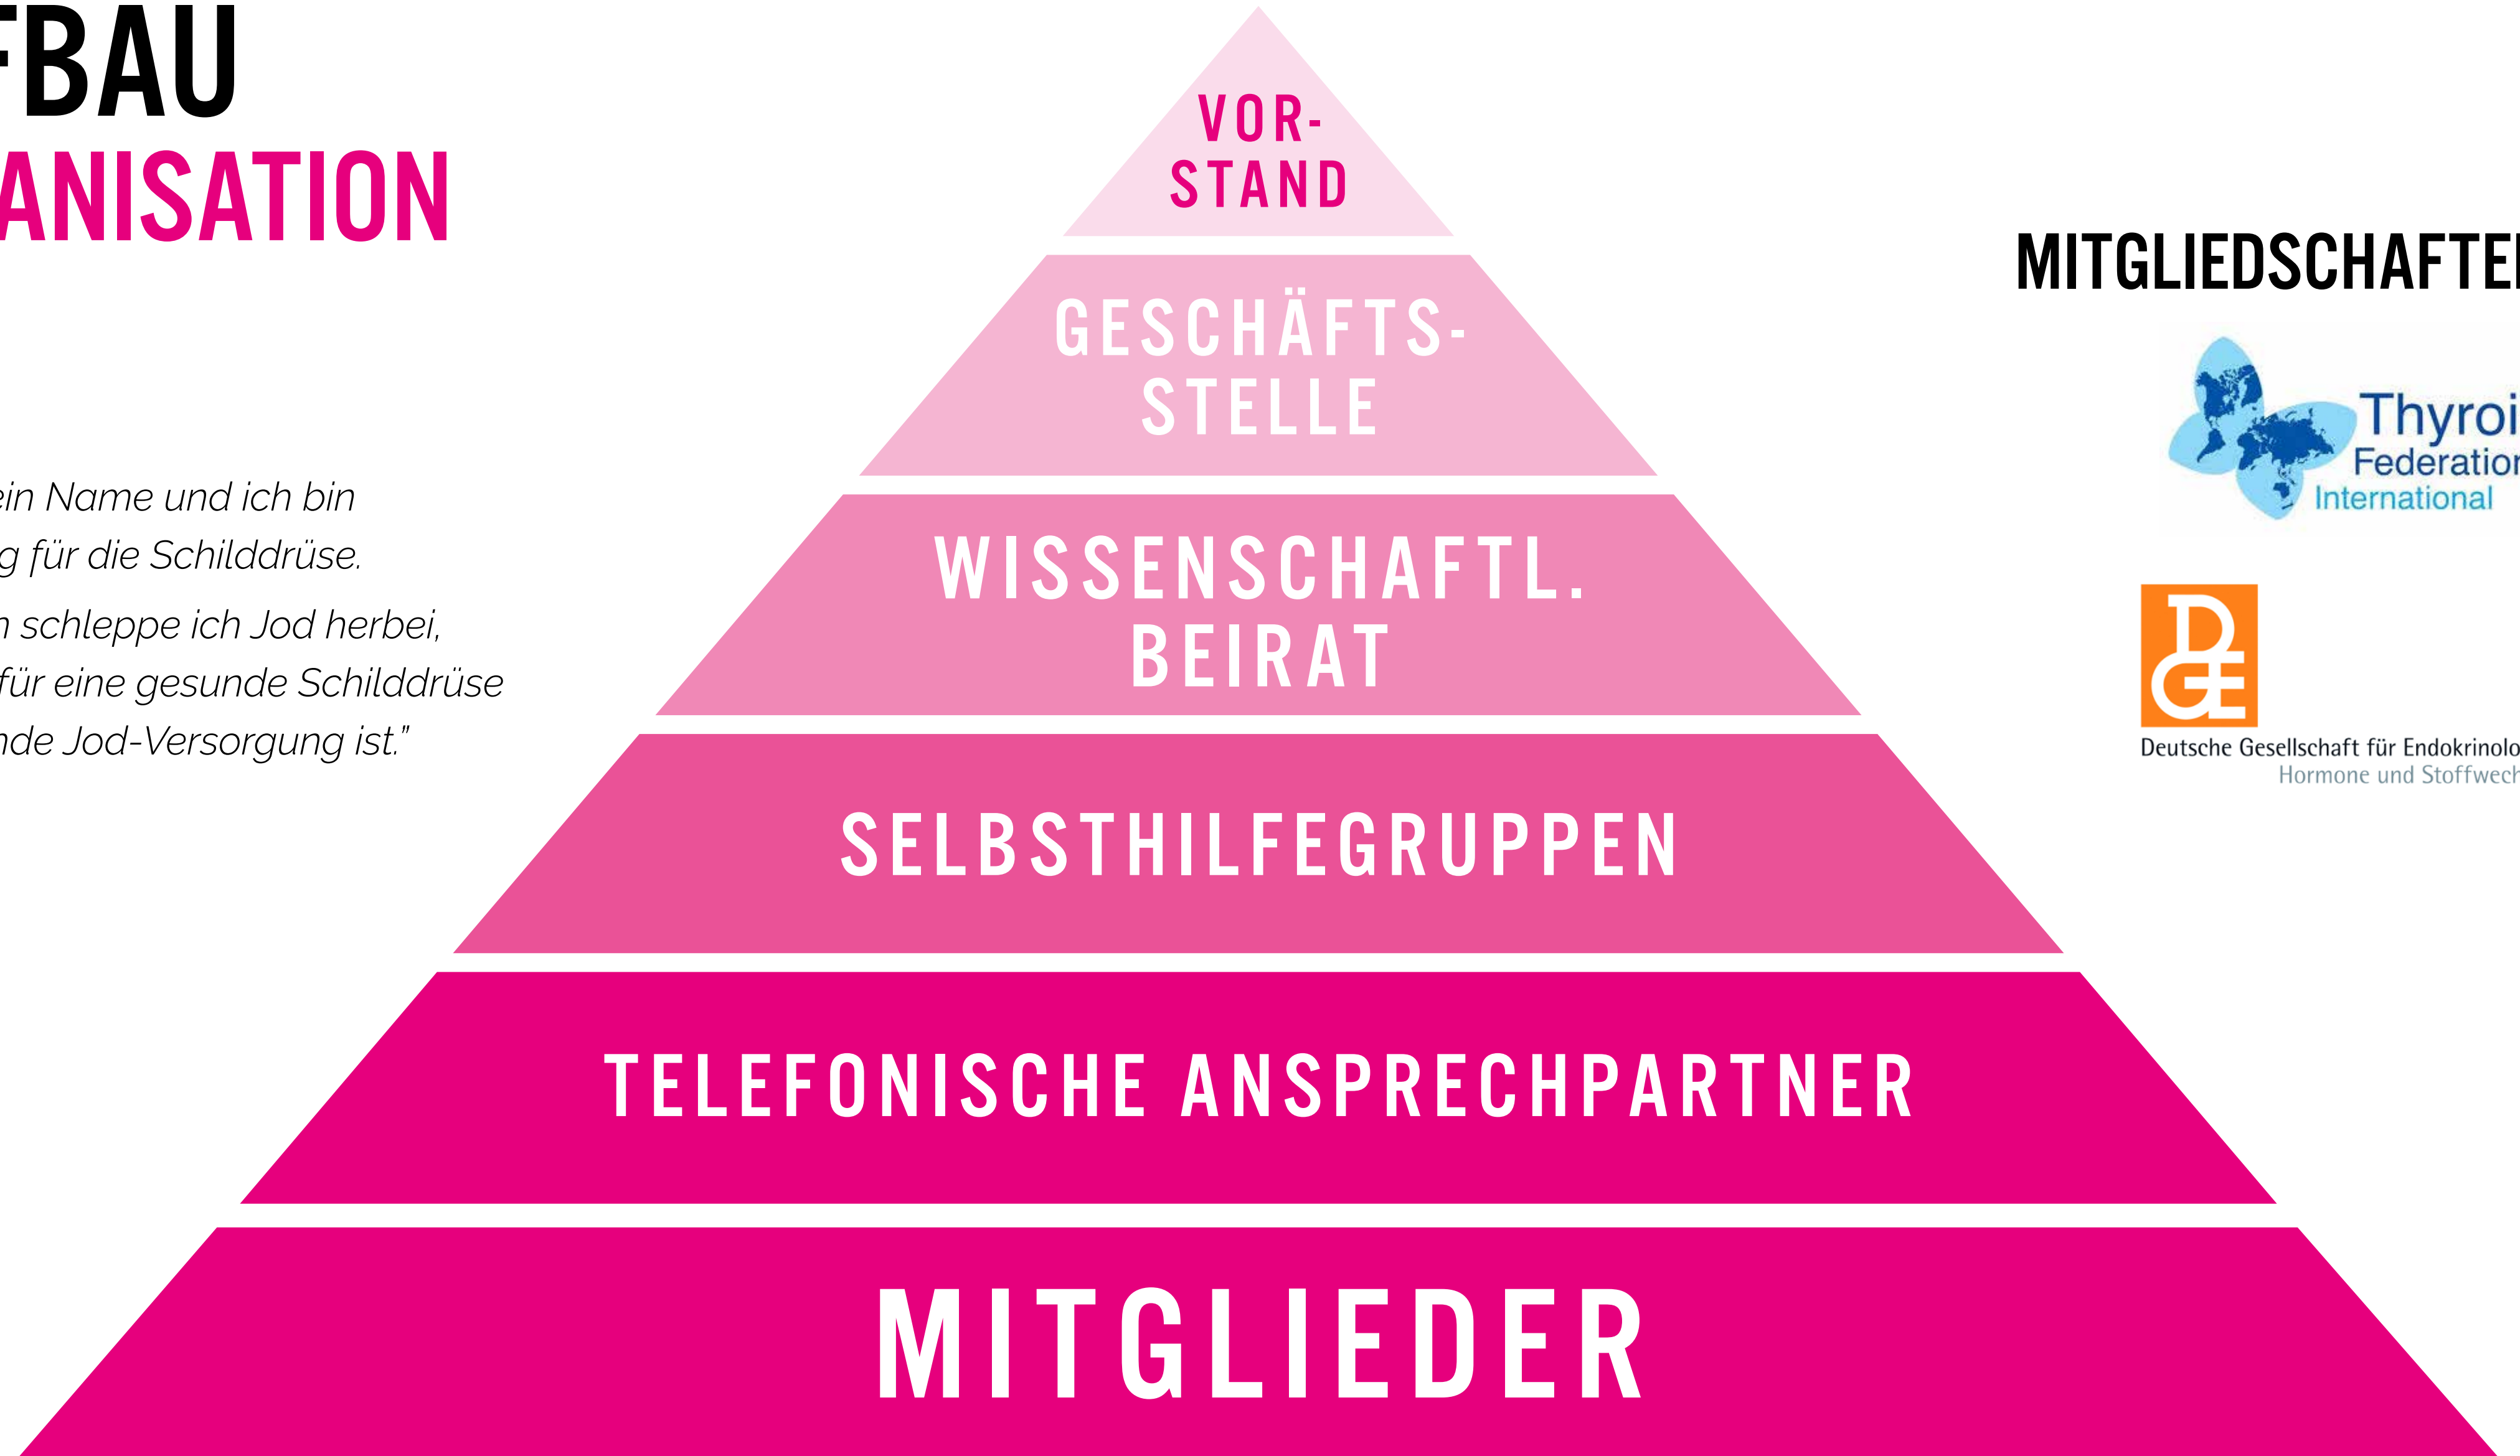 FBAU
ANISATION
ein Name und ich bin
g für die Schilddrüse.
n schleppe ich Jod herbei,
für eine gesunde Schilddrüse
nde Jod-Versorgung ist.”
VOR-
STAND
GESCHÄFTS-
STELLE
WISSENSCHAFTL.
BEIRAT
SELBSTHILFEGRUPPEN
TELEFONISCHE ANSPRECHPARTNER
MITGLIEDER
MITGLIEDSCHAFTE
Thyroi
Federation
International
DGE
Deutsche Gesellschaft für Endokrinolo
Hormone und Stoffwech